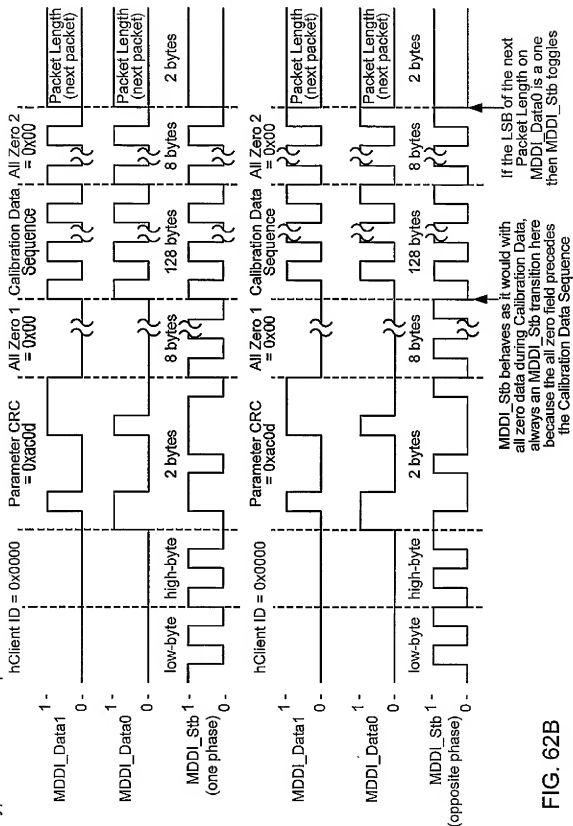 hClient ID = 0x0000
Parameter CRC
= 0xac0d
All Zero 1
= 0x00
Calibration Data
Sequence
All Zero 2
= 0x00
1-
MDDI_Data1
0-
Packet Length
(next packet)
1-
MDDI_Data0
0-
Packet Length
(next packet)
low-byte
high-byte
2 bytes
8 bytes
128 bytes
8 bytes
2 bytes
1-
MDDI_Stb
(one phase)
0-
hClient ID = 0x0000
Parameter CRC
= 0xac0d
All Zero 1
= 0x00
Calibration Data
Sequence
All Zero 2
= 0x00
1-
MDDI_Data1
0-
Packet Length
(next packet)
1-
MDDI_Data0
0-
Packet Length
(next packet)
low-byte
high-byte
2 bytes
8 bytes
128 bytes
8 bytes
2 bytes
1-
MDDI_Stb
(opposite phase)
0-
MDDI_Stb behaves as it would with
all zero data during Calibration Data,
always an MDDI_Stb transition here
because the all zero field precedes
the Calibration Data Sequence
If the LSB of the next
Packet Length on
MDDI_Data0 is a one
then MDDI_Stb toggles
FIG. 62B